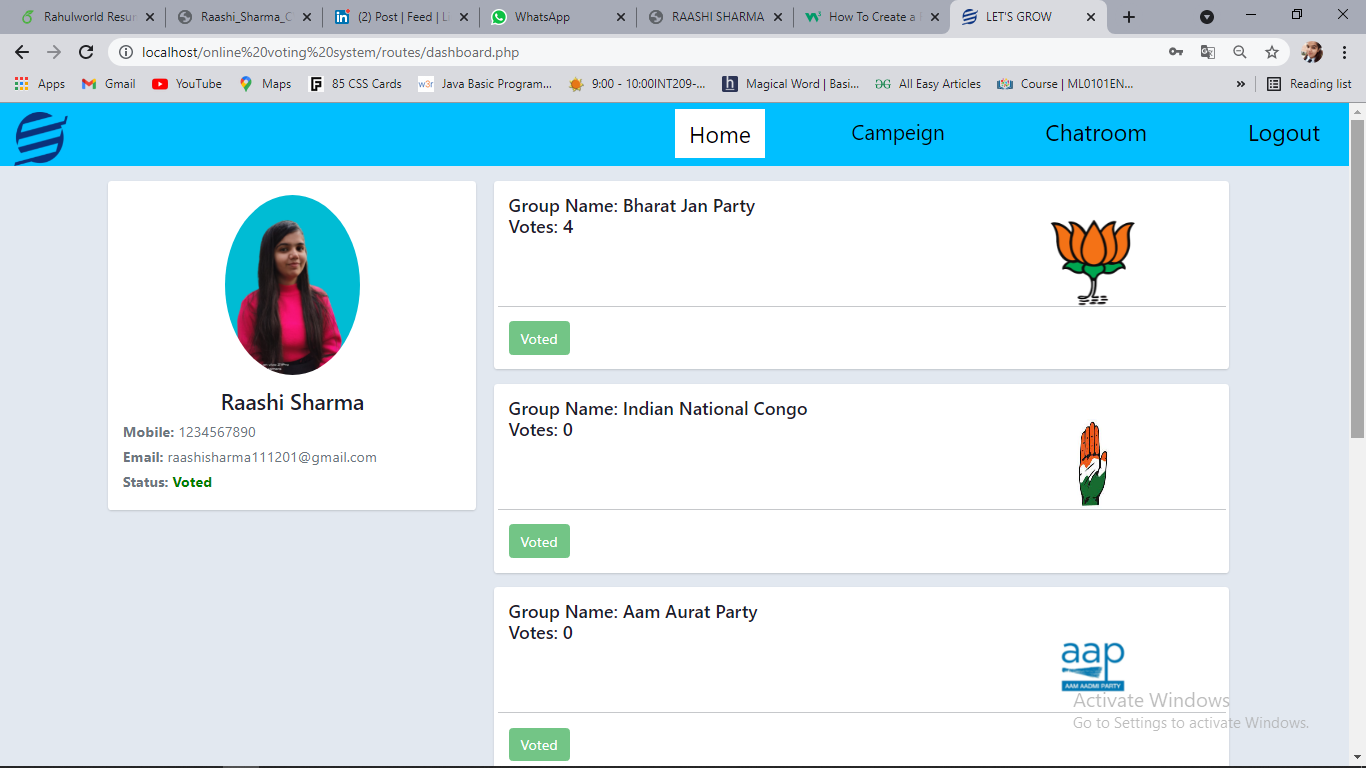 Rahulworld Resu
Raashi_Sharma_C
(2) Post | Feed | Li
WhatsApp
RAASHI SHARMA
How To Create a
LET'S GROW
localhost/online%20voting%20system/routes/dashboard.php
Apps
Gmail
YouTube
Maps
85 CSS Cards
w3r
Java Basic Program...
9:00 - 10:00INT209-...
h
Magical Word | Basi...
All Easy Articles
Course | ML0101EN...
»
Reading list
Home
Campeign
Chatroom
Logout
Raashi Sharma
Mobile: 1234567890
Email: raashisharma111201@gmail.com
Status: Voted
Group Name: Bharat Jan Party
Votes: 4
Voted
Group Name: Indian National Congo
Votes: 0
Voted
Group Name: Aam Aurat Party
Votes: 0
aap
AAM AADMI PARTY
Voted
Activate Windows
Go to Settings to activate Windows.